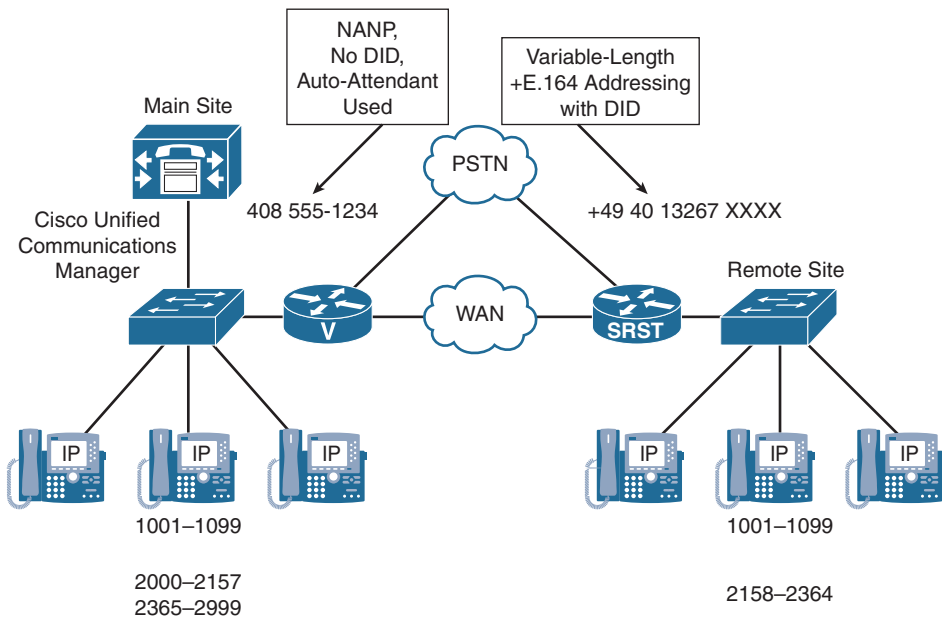 NANP,
No DID,
Auto-Attendant
Used
Variable-Length
+E.164 Addressing
with DID
Main Site
PSTN
408 555-1234
+49 40 13267 XXXX
Cisco Unified
Communications
Manager
Remote Site
V
WAN
SRST
IP
IP
IP
IP
IP
IP
1001–1099
1001–1099
2000–2157
2365–2999
2158–2364